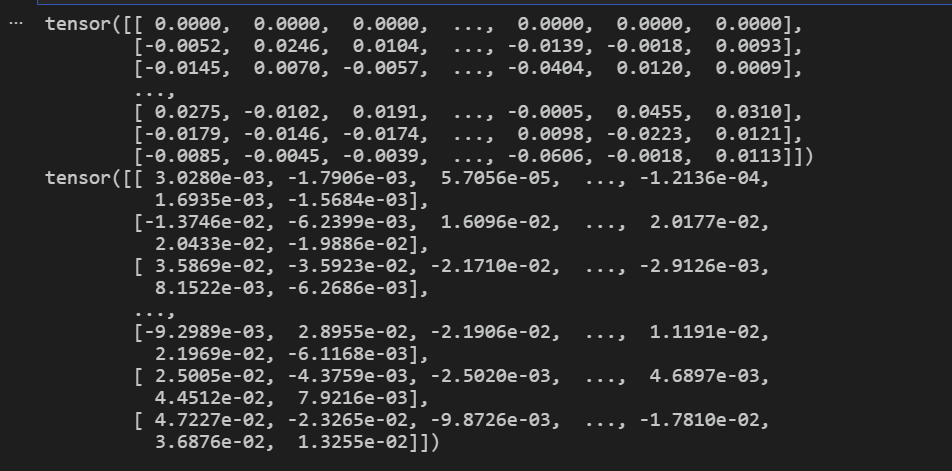 ...
tensor([[ 0.0000,  0.0000,  0.0000,  ...,  0.0000,  0.0000,  0.0000],
        [-0.0052,  0.0246,  0.0104,  ..., -0.0139, -0.0018,  0.0093],
        [-0.0145,  0.0070, -0.0057,  ..., -0.0404,  0.0120,  0.0009],
        ...,
        [ 0.0275, -0.0102,  0.0191,  ..., -0.0005,  0.0455,  0.0310],
        [-0.0179, -0.0146, -0.0174,  ...,  0.0098, -0.0223,  0.0121],
        [-0.0085, -0.0045, -0.0039,  ..., -0.0606, -0.0018,  0.0113]])
tensor([[ 3.0280e-03, -1.7906e-03,  5.7056e-05,  ..., -1.2136e-04,
          1.6935e-03, -1.5684e-03],
        [-1.3746e-02, -6.2399e-03,  1.6096e-02,  ...,  2.0177e-02,
          2.0433e-02, -1.9886e-02],
        [ 3.5869e-02, -3.5923e-02, -2.1710e-02,  ..., -2.9126e-03,
          8.1522e-03, -6.2686e-03],
        ...,
        [-9.2989e-03,  2.8955e-02, -2.1906e-02,  ...,  1.1191e-02,
          2.1969e-02, -6.1168e-03],
        [ 2.5005e-02, -4.3759e-03, -2.5020e-03,  ...,  4.6897e-03,
          4.4512e-02,  7.9216e-03],
        [ 4.7227e-02, -2.3265e-02, -9.8726e-03,  ..., -1.7810e-02,
          3.6876e-02,  1.3255e-02]])